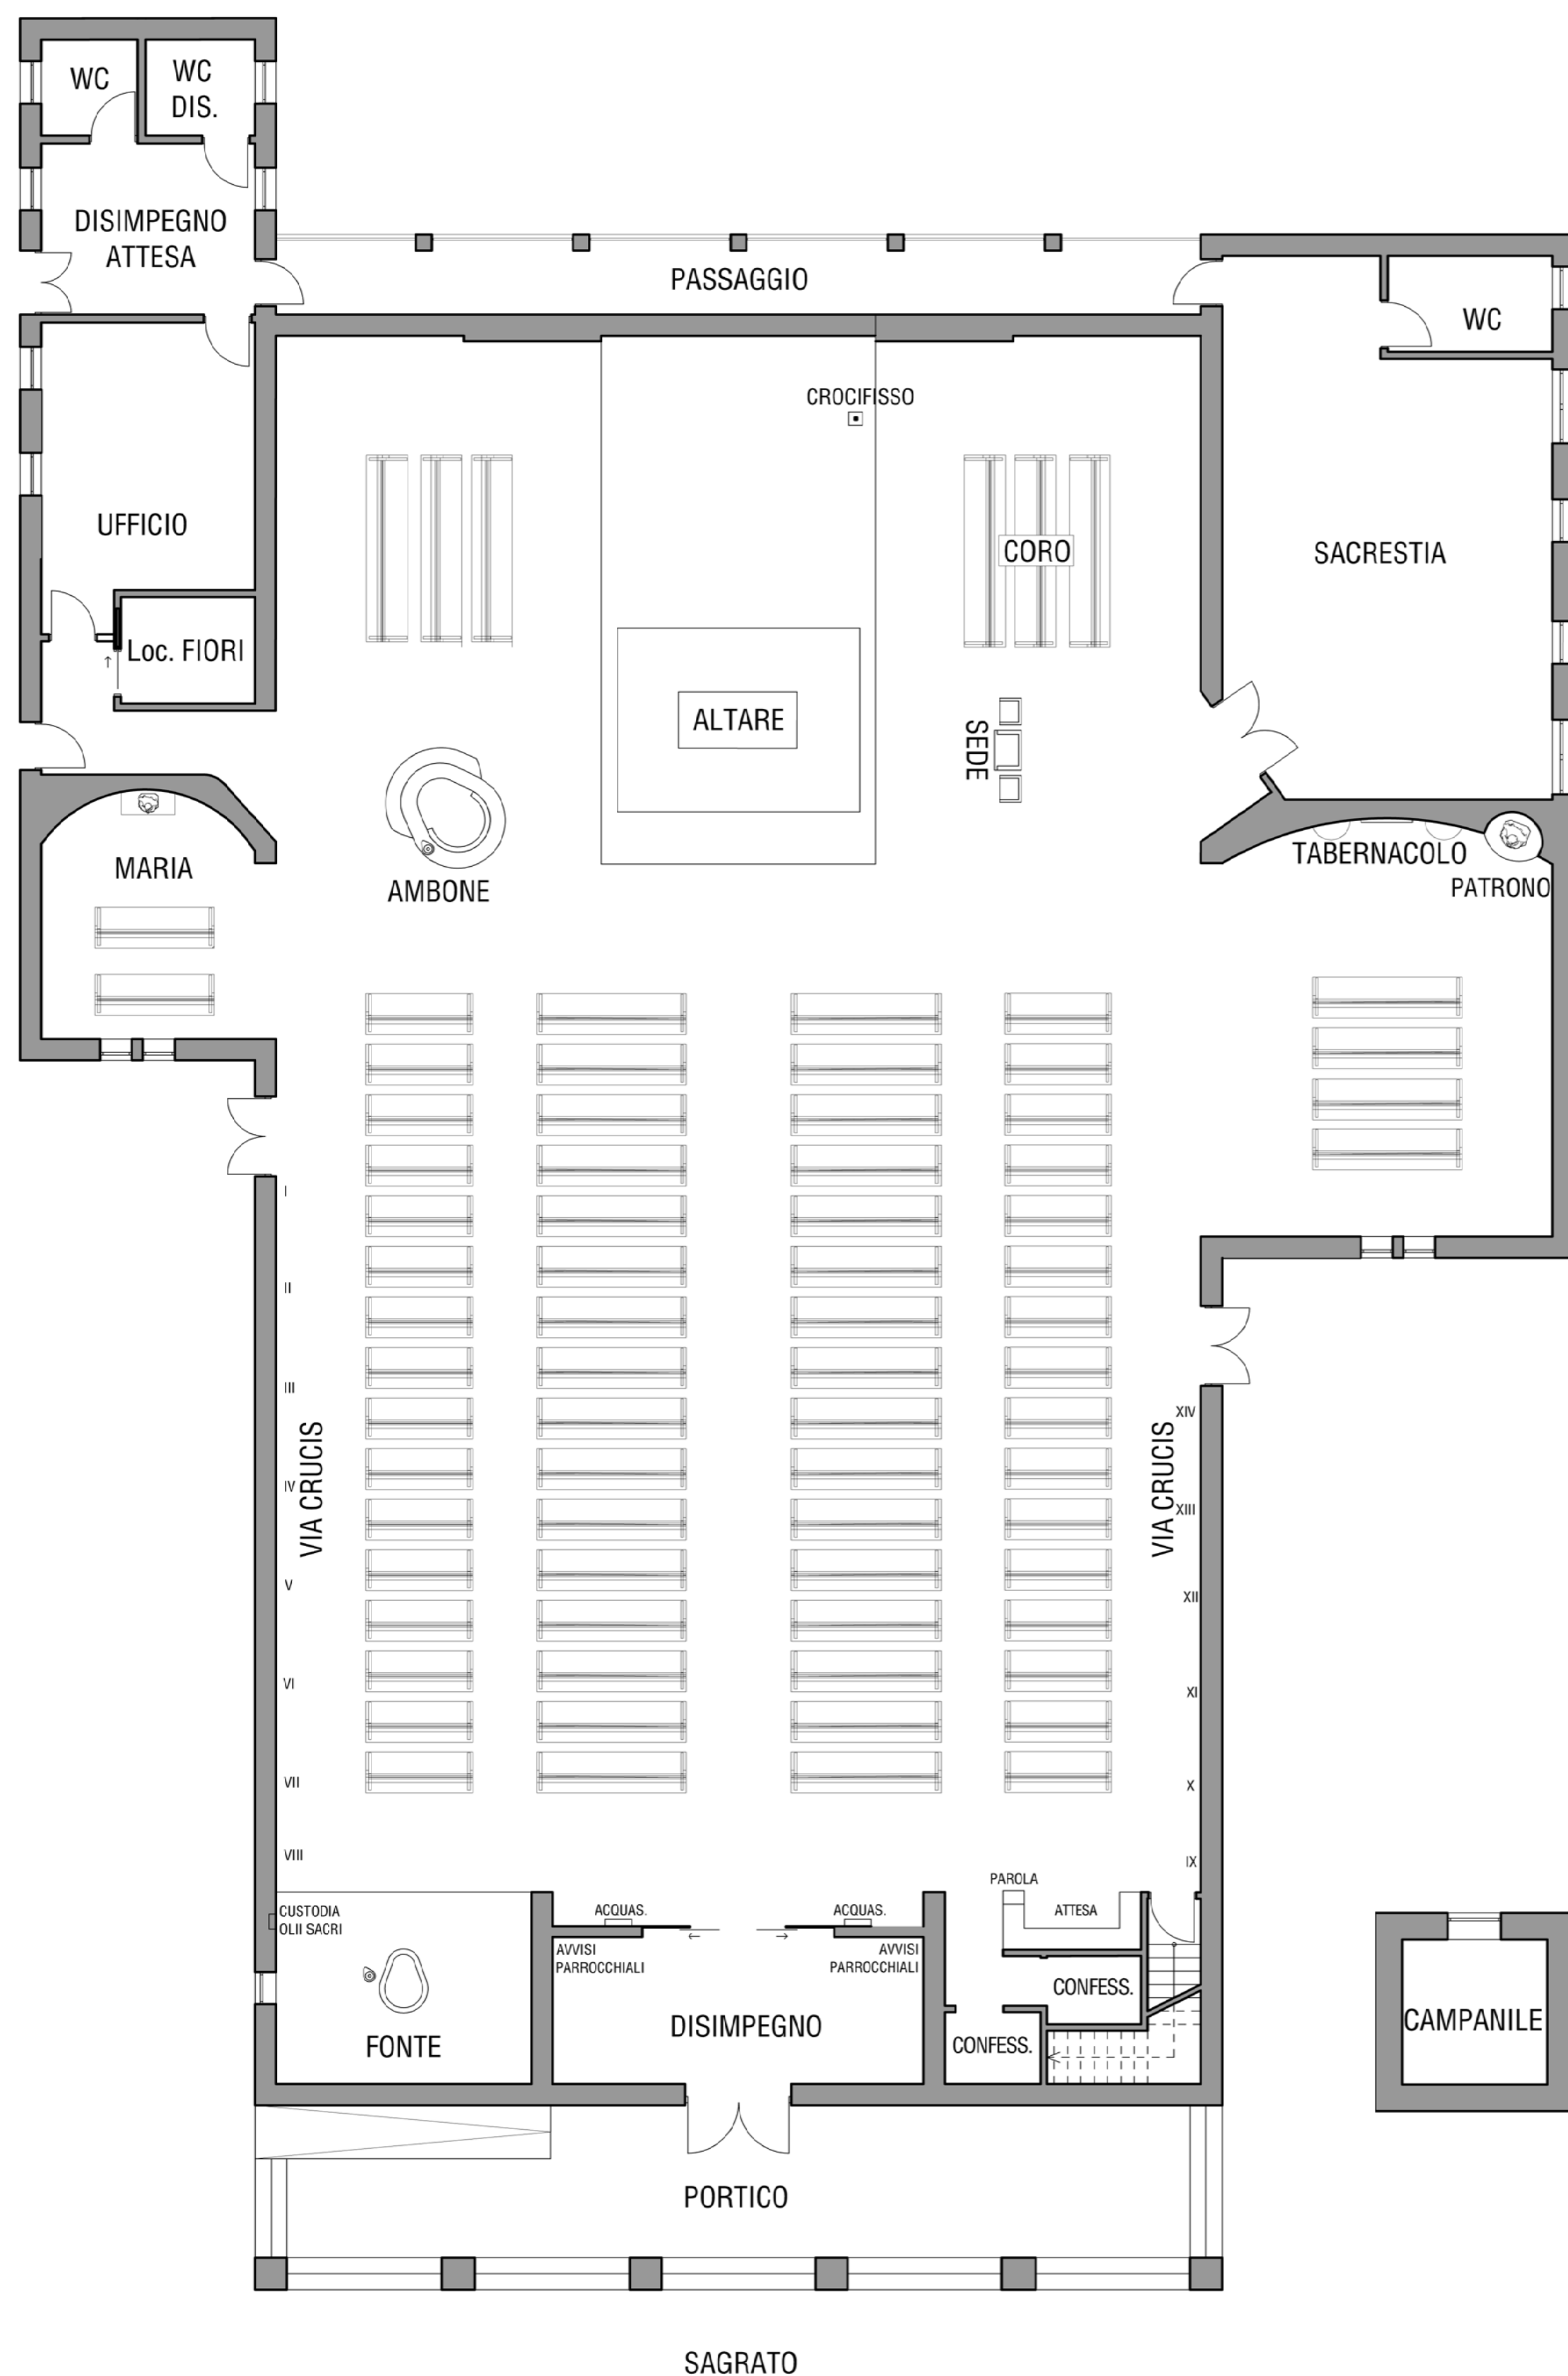 WC
WC
DIS.
DISIMPEGNO
ATTESA
PASSAGGIO
WC
CROCIFISSO
UFFICIO
CORO
SACRESTIA
Loc. FIORI
ALTARE
SEDE
MARIA
AMBONE
TABERNACOLO
PATRONO
I
II
III
IV
V
VI
VII
VIII
VIA CRUCIS
VIA CRUCIS
XIV
XIII
XII
XI
X
IX
CUSTODIA
OLII SACRI
ACQUAS.
ACQUAS.
PAROLA
ATTESA
AVVISI
PARROCCHIALI
AVVISI
PARROCCHIALI
CONFESS.
CONFESS.
FONTE
DISIMPEGNO
CAMPANILE
PORTICO
SAGRATO